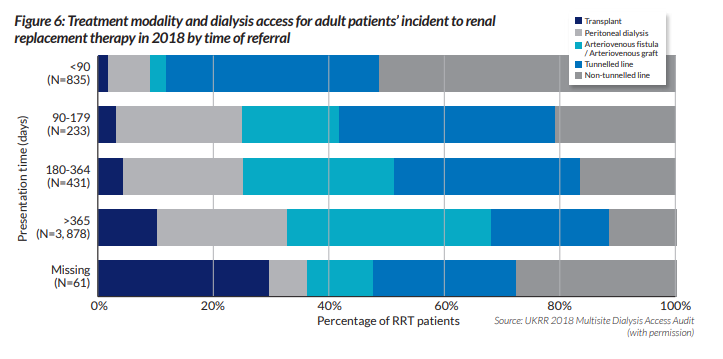 Figure 6: Treatment modality and dialysis access for adult patients' incident to renal
replacement therapy in 2018 by time of referral
Transplant
Peritoneal dialysis
Arteriovenous fistula
/ Arteriovenous graft
Tunnelled line
Non-tunnelled line
Presentation time (days)
<90
(N=835)
90-179
(N=233)
180-364
(N=431)
>365
(N=3, 878)
Missing
(N=61)
0%
20%
40%
60%
80%
100%
Percentage of RRT patients
Source: UKRR 2018 Multisite Dialysis Access Audit
(with permission)